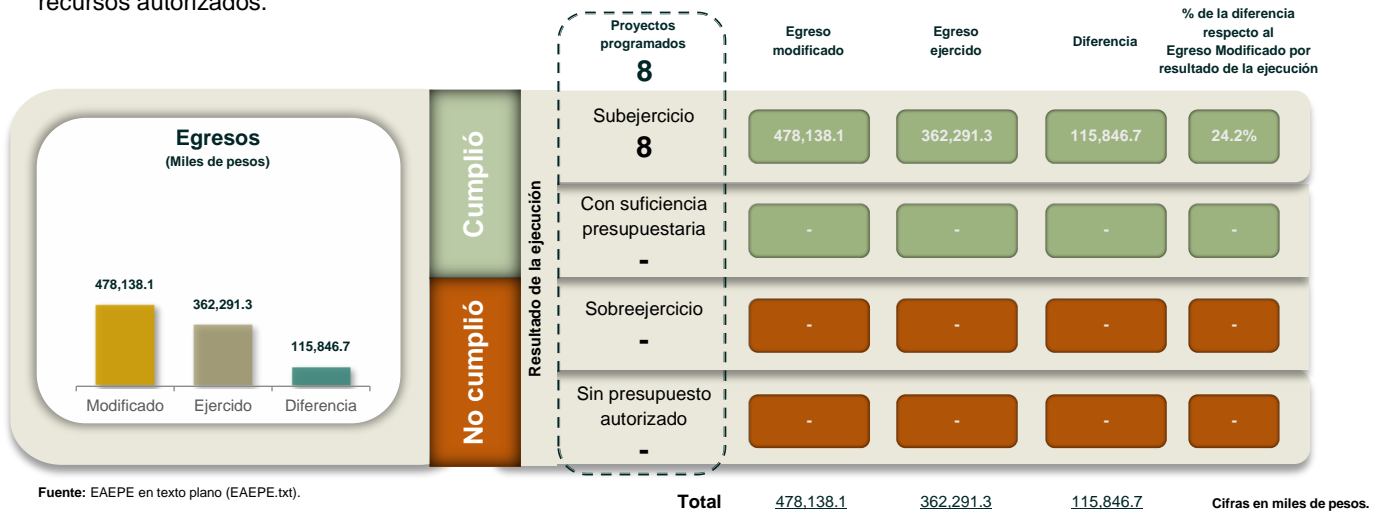 recursos autorizados.
Proyectos
programados
8
Egreso
modificado
Egreso
ejercido
Diferencia
% de la diferencia
respecto al
Egreso Modificado por
resultado de la ejecución
Egresos
(Miles de pesos)
478,138.1
362,291.3
115,846.7
Modificado
Ejercido
Diferencia
Cumplió
No cumplió
Resultado de la ejecución
Subejercicio
8
478,138.1
362,291.3
115,846.7
24.2%
Con suficiencia
presupuestaria
-
-
-
-
-
Sobreejercicio
-
-
-
-
-
Sin presupuesto
autorizado
-
-
-
-
-
Fuente: EAEPE en texto plano (EAEPE.txt).
Total 478,138.1 362,291.3 115,846.7 Cifras en miles de pesos.